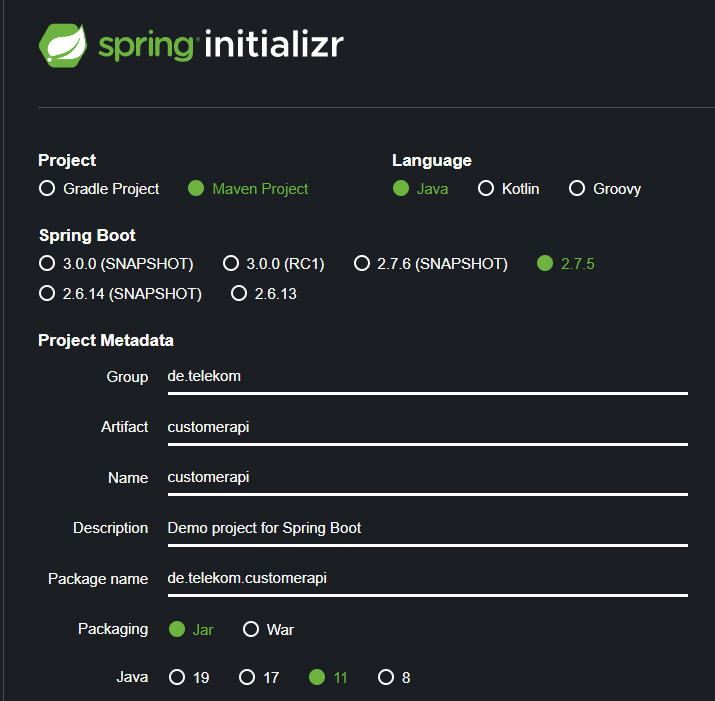 spring initializr
Project Language
Gradle Project Maven Project Java Kotlin Groovy
Spring Boot
3.0.0 (SNAPSHOT) 3.0.0 (RC1) 2.7.6 (SNAPSHOT) 2.7.5
2.6.14 (SNAPSHOT) 2.6.13
Project Metadata
Group de.telekom
Artifact customerapi
Name customerapi
Description Demo project for Spring Boot
Package name de.telekom.customerapi
Packaging Jar War
Java 19 17 11 8